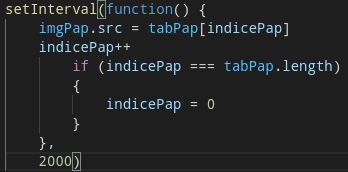 setInterval(function() {
    imgPap.src = tabPap[indicePap]
    indicePap++
        if (indicePap === tabPap.length)
        {
            indicePap = 0
        }
    },
    2000)